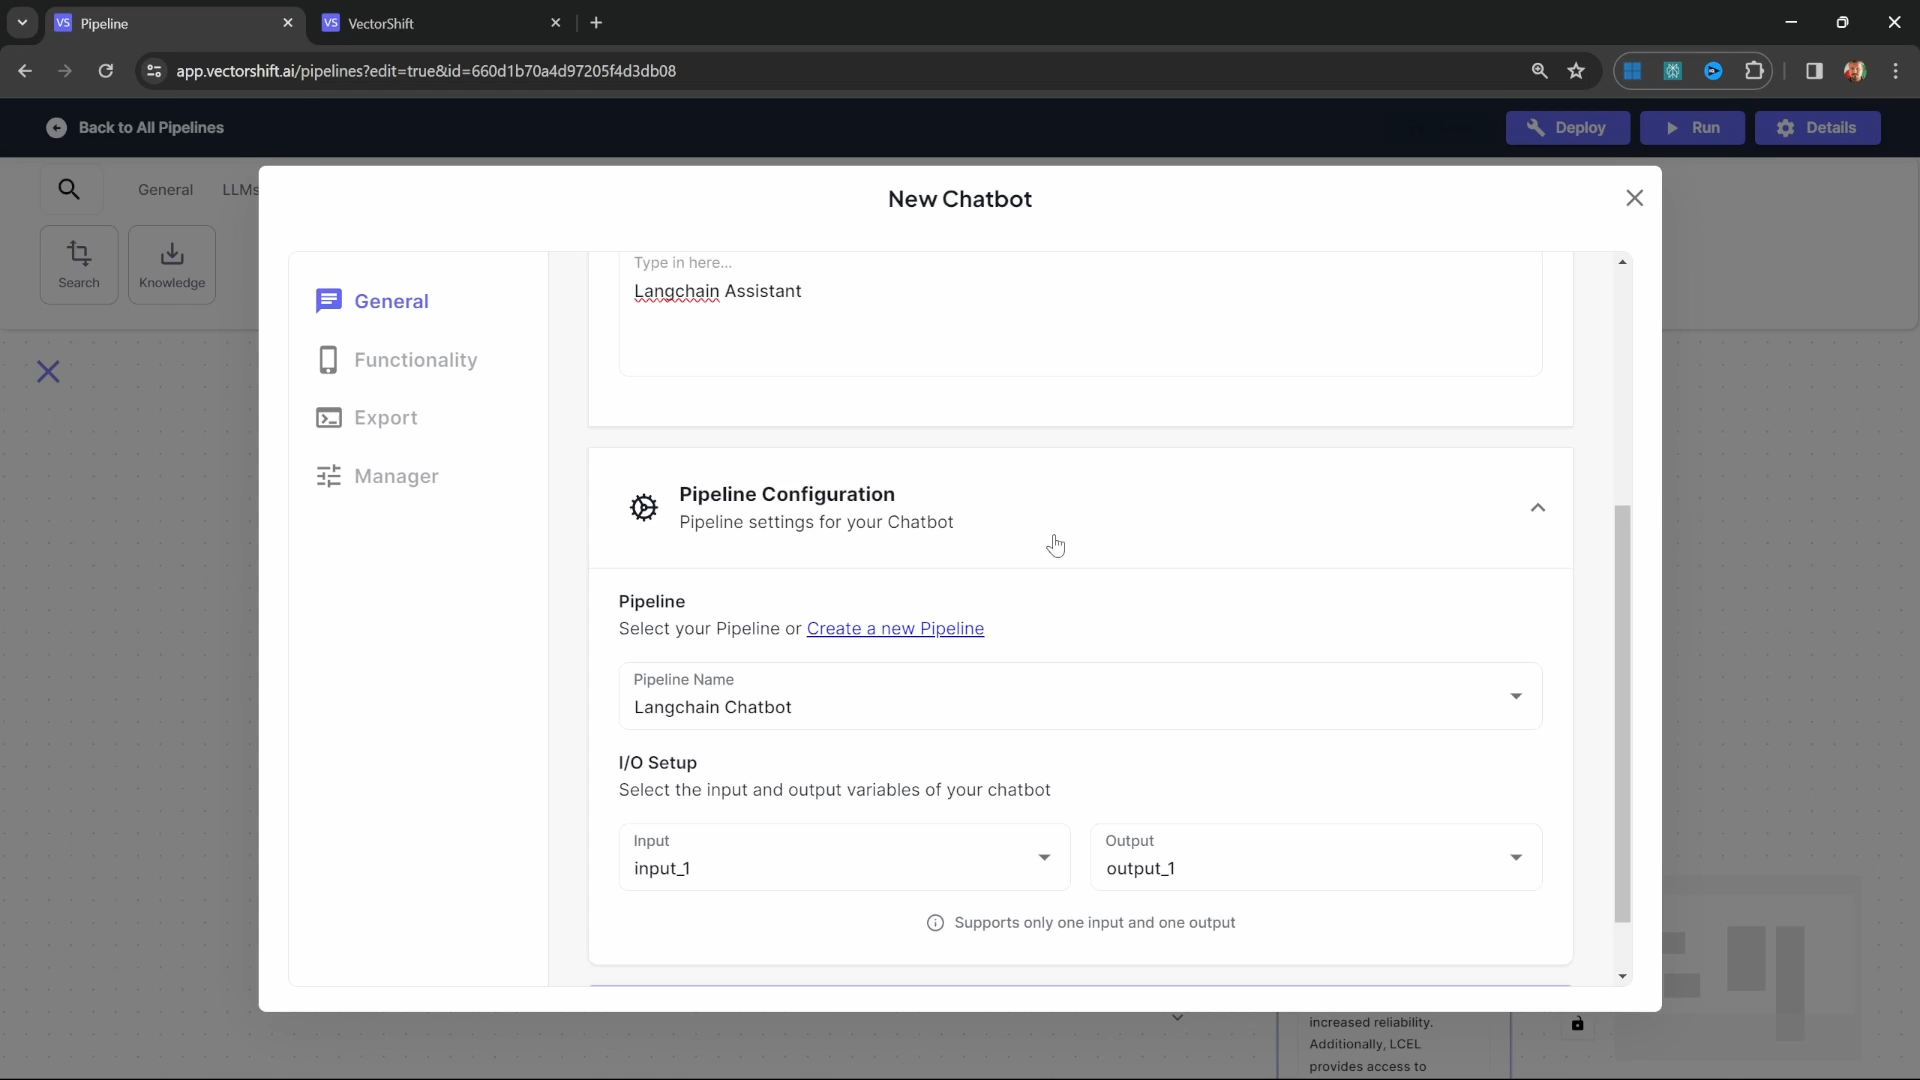 VS Pipeline
VS VectorShift
app.vectorshift.ai/pipelines?edit=true&id=660d1b70a4d97205f4d3db08
Back to All Pipelines
Deploy
Run
Details
General
LLMs
Search
Knowledge
New Chatbot
General
Functionality
Export
Manager
Type in here...
Langchain Assistant
Pipeline Configuration
Pipeline settings for your Chatbot
Pipeline
Select your Pipeline or Create a new Pipeline
Pipeline Name
Langchain Chatbot
I/O Setup
Select the input and output variables of your chatbot
Input
input_1
Output
output_1
Supports only one input and one output
increased reliability.
Additionally, LCEL
provides access to